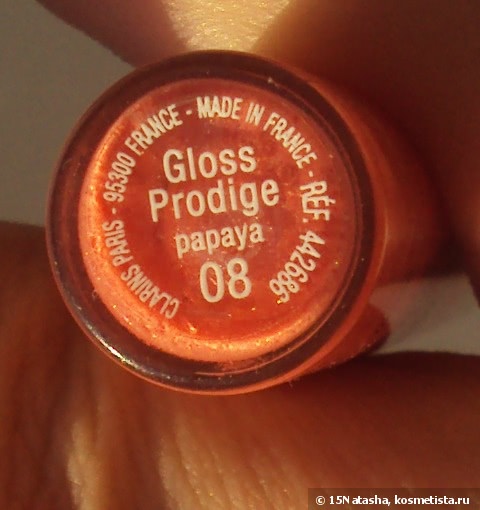 CLARINS PARIS - 95300 FRANCE - MADE IN FRANCE - RÉF. 442686
Gloss
Prodige
papaya
08
© 15Natasha, kosmetista.ru